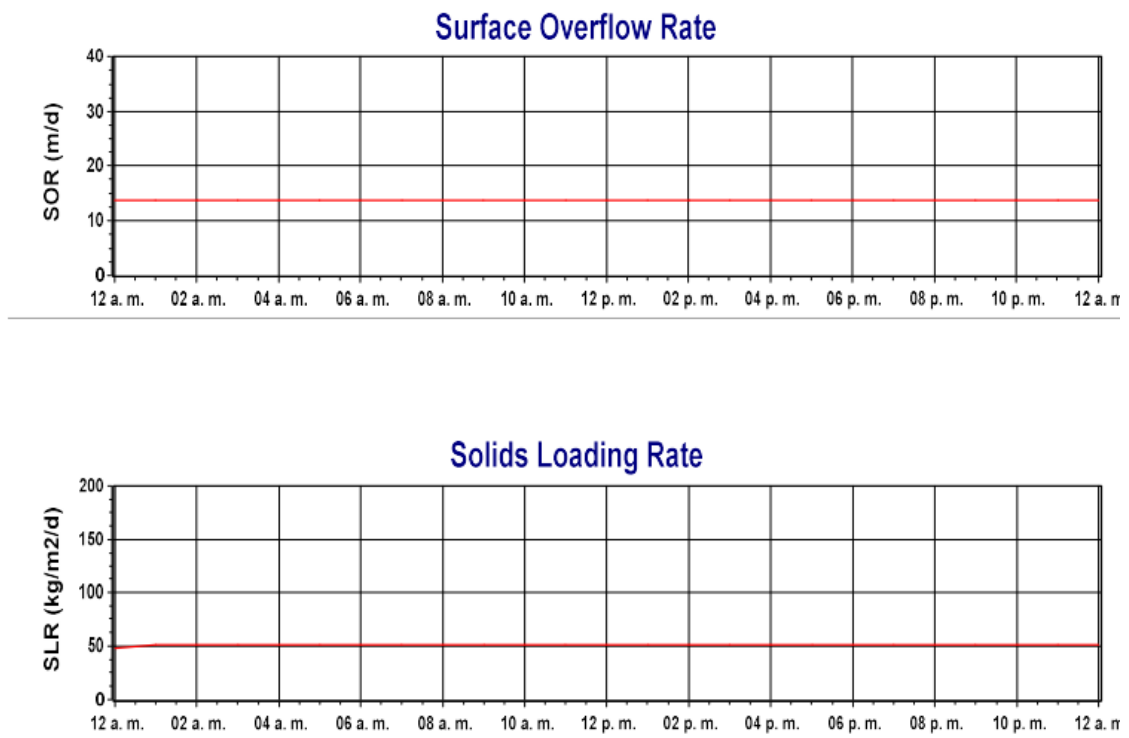 Surface Overflow Rate
SOR (m/d)
40
30
20
10
0
12 a. m. 02 a. m. 04 a. m. 06 a. m. 08 a. m. 10 a. m. 12 p. m. 02 p. m. 04 p. m. 06 p. m. 08 p. m. 10 p. m. 12 a. m
Solids Loading Rate
SLR (kg/m2/d)
200
150
100
50
0
12 a. m. 02 a. m. 04 a. m. 06 a. m. 08 a. m. 10 a. m. 12 p. m. 02 p. m. 04 p. m. 06 p. m. 08 p. m. 10 p. m. 12 a. m